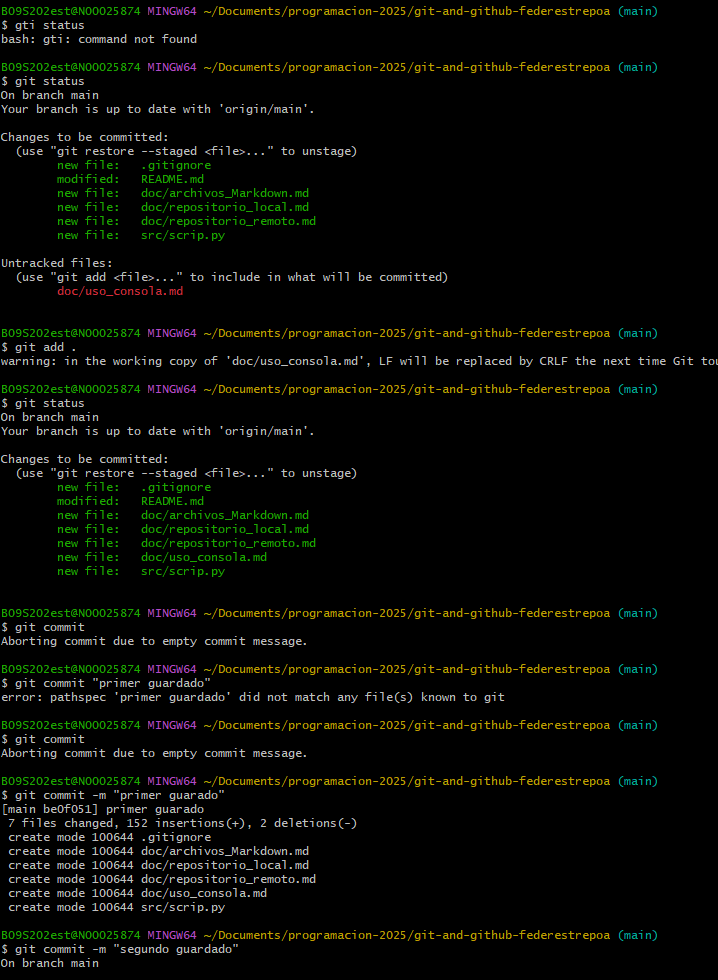 B09S202est@N00025874 MINGW64 ~/Documents/programacion-2025/git-and-github-federestrepoa (main)
$ gti status
bash: gti: command not found
B09S202est@N00025874 MINGW64 ~/Documents/programacion-2025/git-and-github-federestrepoa (main)
$ git status
On branch main
Your branch is up to date with 'origin/main'.
Changes to be committed:
  (use "git restore --staged <file>..." to unstage)
        new file:   .gitignore
        modified:   README.md
        new file:   doc/archivos_Markdown.md
        new file:   doc/repositorio_local.md
        new file:   doc/repositorio_remoto.md
        new file:   src/scrip.py
Untracked files:
  (use "git add <file>..." to include in what will be committed)
        doc/uso_consola.md
B09S202est@N00025874 MINGW64 ~/Documents/programacion-2025/git-and-github-federestrepoa (main)
$ git add .
warning: in the working copy of 'doc/uso_consola.md', LF will be replaced by CRLF the next time Git tou
B09S202est@N00025874 MINGW64 ~/Documents/programacion-2025/git-and-github-federestrepoa (main)
$ git status
On branch main
Your branch is up to date with 'origin/main'.
Changes to be committed:
  (use "git restore --staged <file>..." to unstage)
        new file:   .gitignore
        modified:   README.md
        new file:   doc/archivos_Markdown.md
        new file:   doc/repositorio_local.md
        new file:   doc/repositorio_remoto.md
        new file:   doc/uso_consola.md
        new file:   src/scrip.py
B09S202est@N00025874 MINGW64 ~/Documents/programacion-2025/git-and-github-federestrepoa (main)
$ git commit
Aborting commit due to empty commit message.
B09S202est@N00025874 MINGW64 ~/Documents/programacion-2025/git-and-github-federestrepoa (main)
$ git commit "primer guardado"
error: pathspec 'primer guardado' did not match any file(s) known to git
B09S202est@N00025874 MINGW64 ~/Documents/programacion-2025/git-and-github-federestrepoa (main)
$ git commit
Aborting commit due to empty commit message.
B09S202est@N00025874 MINGW64 ~/Documents/programacion-2025/git-and-github-federestrepoa (main)
$ git commit -m "primer guarado"
[main be0f051] primer guarado
 7 files changed, 152 insertions(+), 2 deletions(-)
 create mode 100644 .gitignore
 create mode 100644 doc/archivos_Markdown.md
 create mode 100644 doc/repositorio_local.md
 create mode 100644 doc/repositorio_remoto.md
 create mode 100644 doc/uso_consola.md
 create mode 100644 src/scrip.py
B09S202est@N00025874 MINGW64 ~/Documents/programacion-2025/git-and-github-federestrepoa (main)
$ git commit -m "segundo guardado"
On branch main